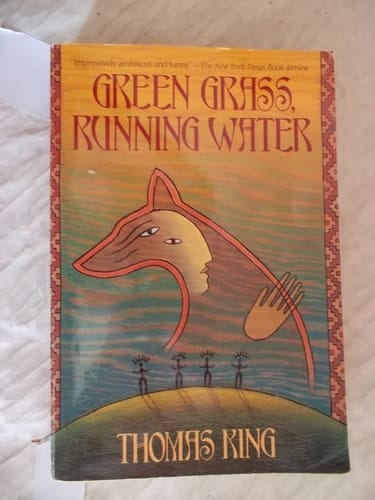 "Impressively ambitious and funny" —The New York Times Book Review
GREEN GRASS,
RUNNING WATER
THOMAS KING